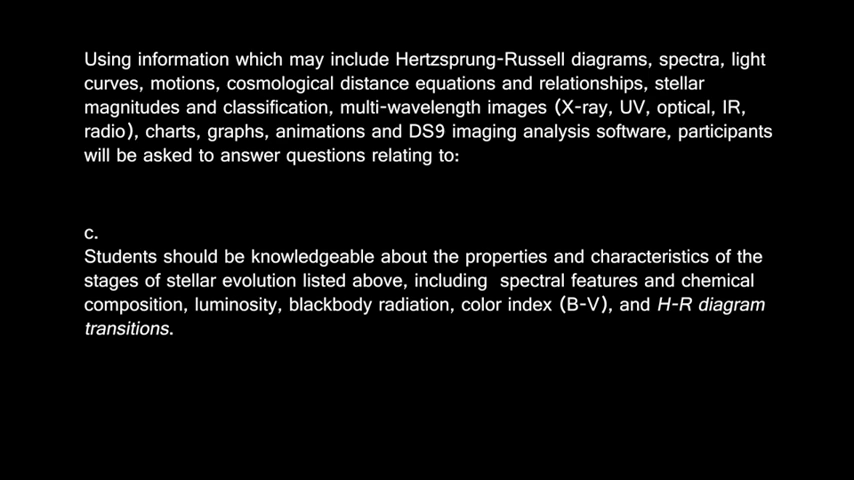 Using information which may include Hertzsprung-Russell diagrams, spectra, light
curves, motions, cosmological distance equations and relationships, stellar
magnitudes and classification, multi-wavelength images (X-ray, UV, optical, IR,
radio), charts, graphs, animations and DS9 imaging analysis software, participants
will be asked to answer questions relating to:
c.
Students should be knowledgeable about the properties and characteristics of the
stages of stellar evolution listed above, including  spectral features and chemical
composition, luminosity, blackbody radiation, color index (B-V), and H-R diagram
transitions.